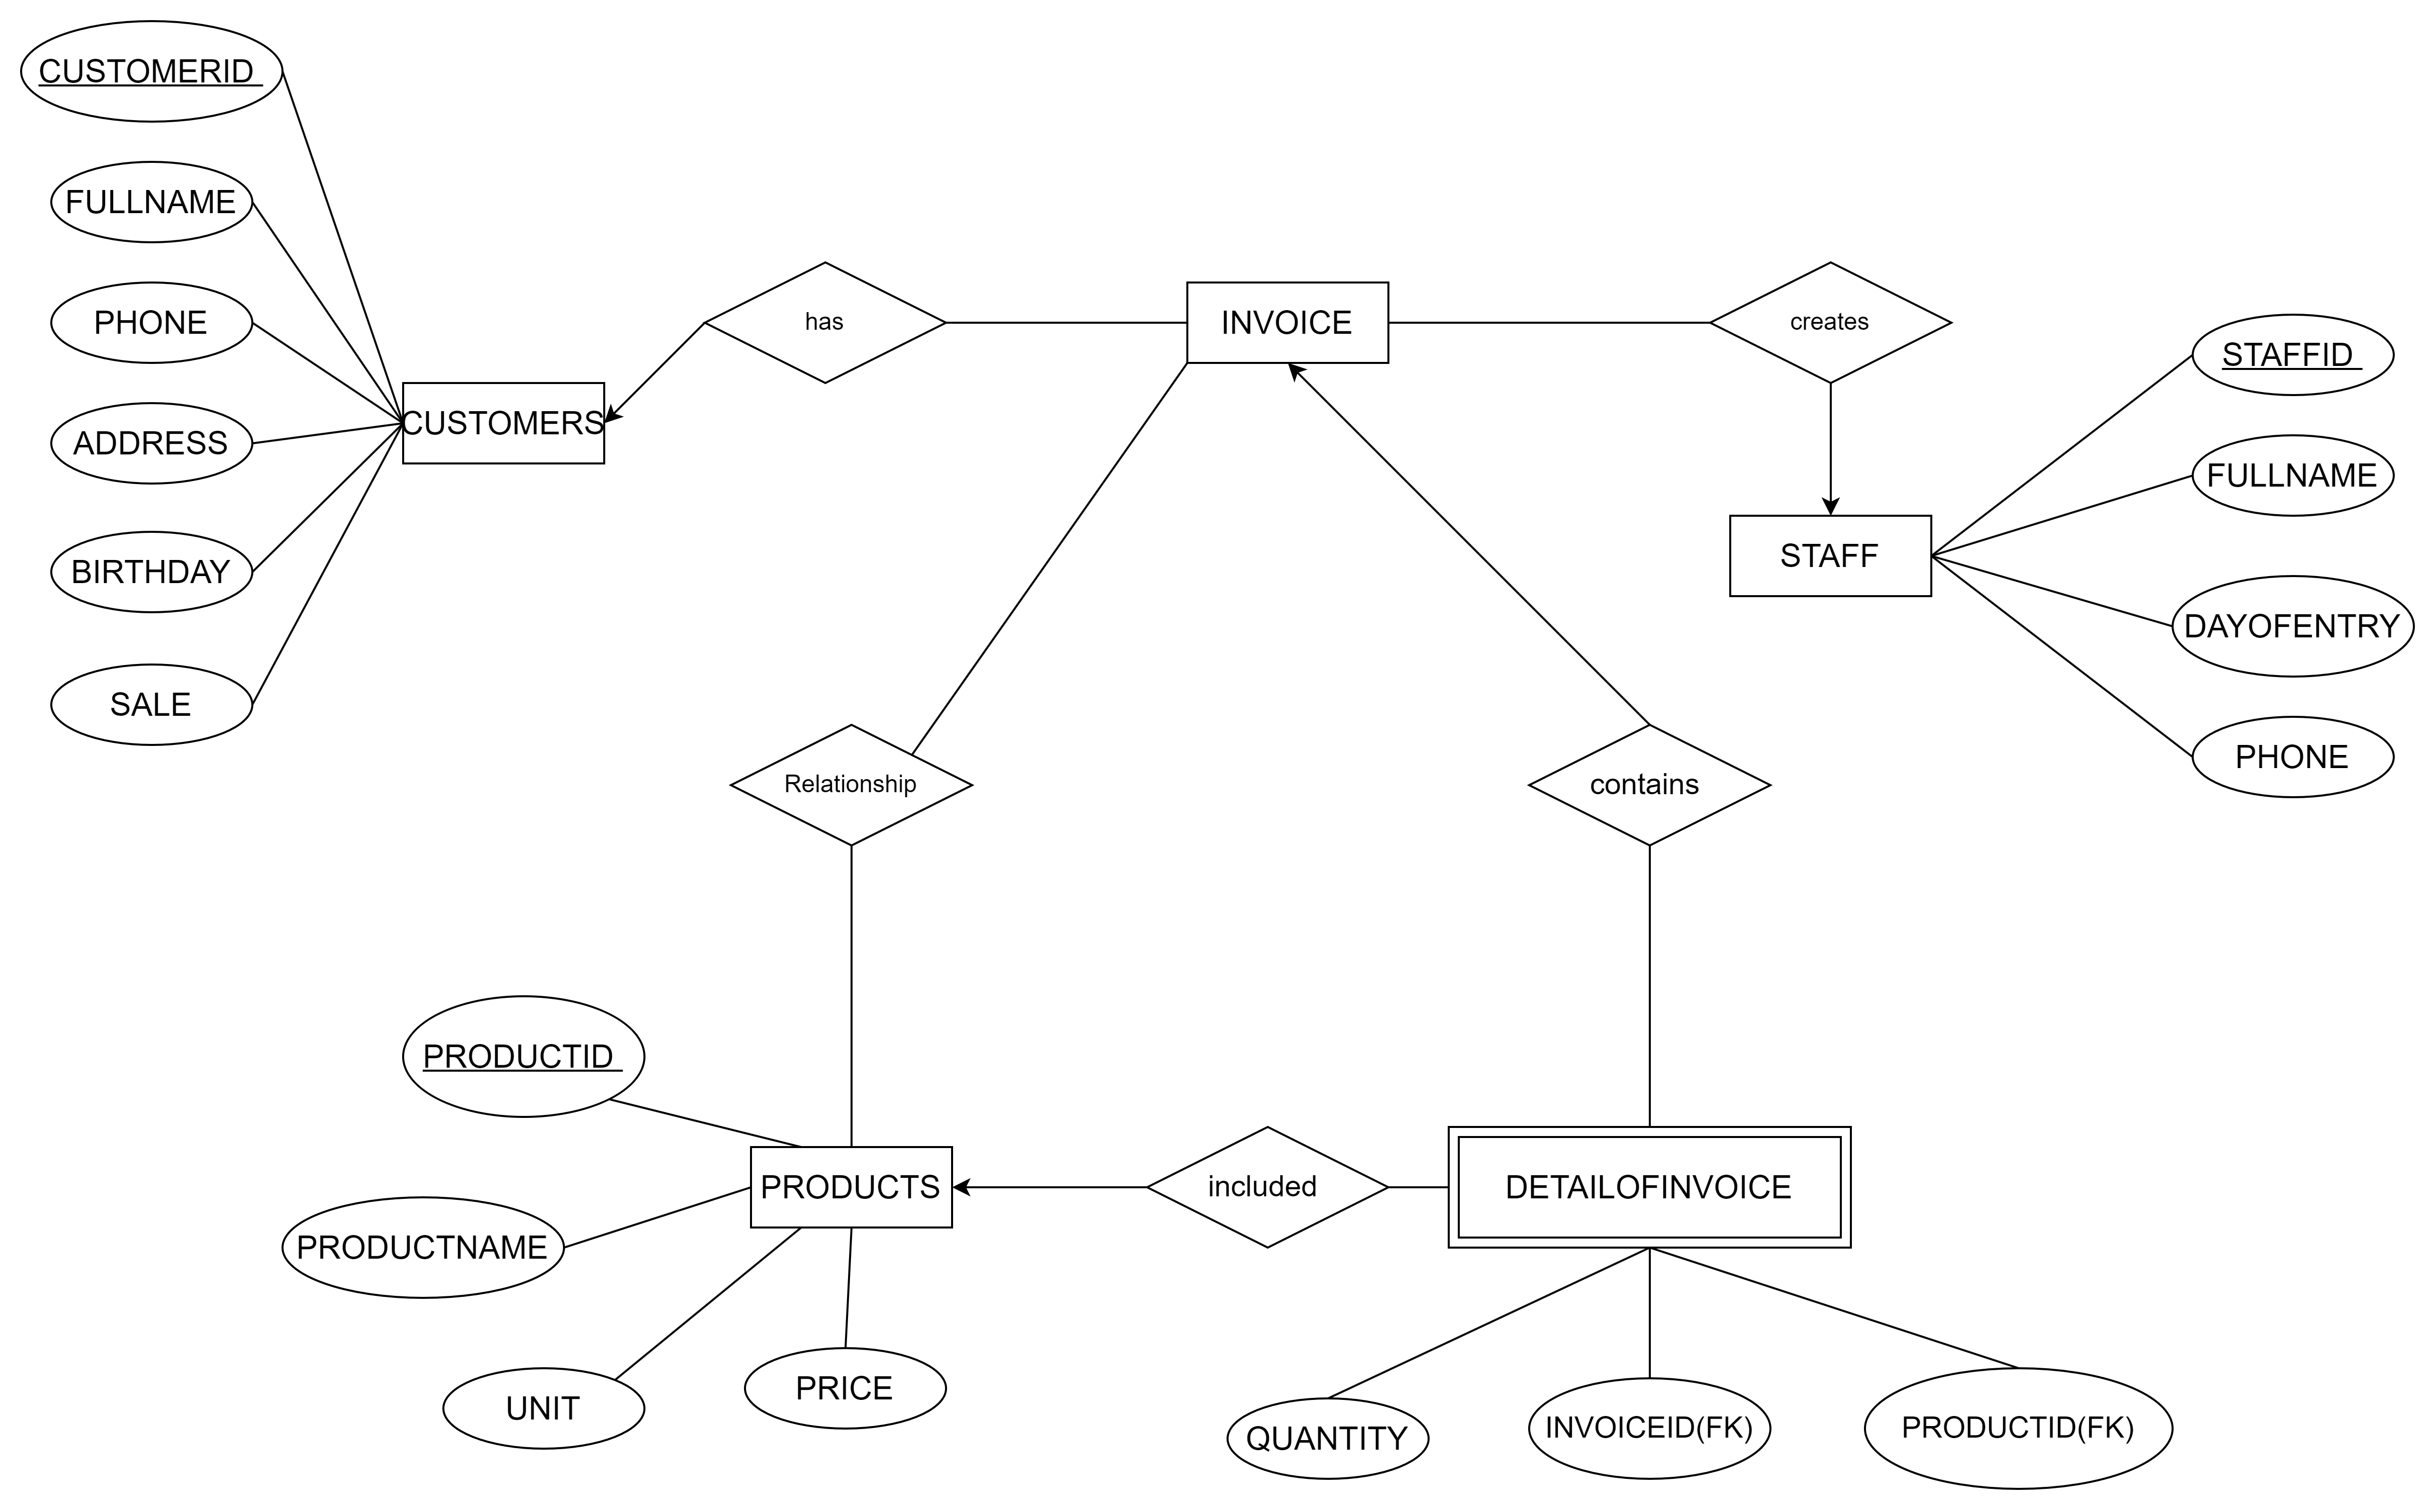 CUSTOMERID
FULLNAME
PHONE
ADDRESS
BIRTHDAY
SALE
CUSTOMERS
has
INVOICE
creates
STAFF
STAFFID
FULLNAME
DAYOFENTRY
PHONE
Relationship
contains
PRODUCTID
PRODUCTS
included
DETAILOFINVOICE
PRODUCTNAME
UNIT
PRICE
QUANTITY
INVOICEID(FK)
PRODUCTID(FK)